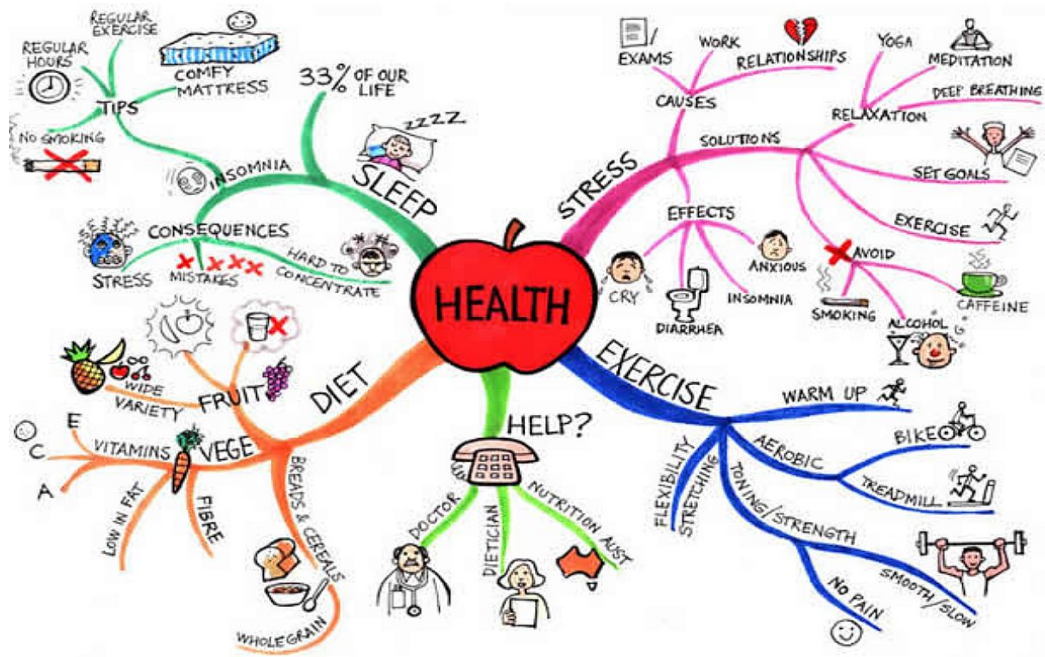 HEALTH
SLEEP
33% OF OUR
LIFE
ZZZZ
INSOMNIA
TIPS
REGULAR
HOURS
REGULAR
EXERCISE
COMFY
MATTRESS
NO SMOKING
CONSEQUENCES
STRESS
MISTAKES
HARD TO
CONCENTRATE
STRESS
CAUSES
EXAMS
WORK
RELATIONSHIPS
SOLUTIONS
RELAXATION
YOGA
MEDITATION
DEEP BREATHING
SET GOALS
EXERCISE
AVOID
SMOKING
ALCOHOL
CAFFEINE
EFFECTS
CRY
DIARRHEA
INSOMNIA
ANXIOUS
EXERCISE
WARM UP
AEROBIC
BIKE
TREADMILL
TONING/STRENGTH
SMOOTH/SLOW
NO PAIN
FLEXIBILITY
STRETCHING
HELP?
DOCTOR
DIETICIAN
NUTRITION AUST
DIET
FRUIT
WIDE
VARIETY
VEGE
VITAMINS
E
C
A
LOW IN FAT
FIBRE
BREADS & CEREALS
WHOLEGRAIN